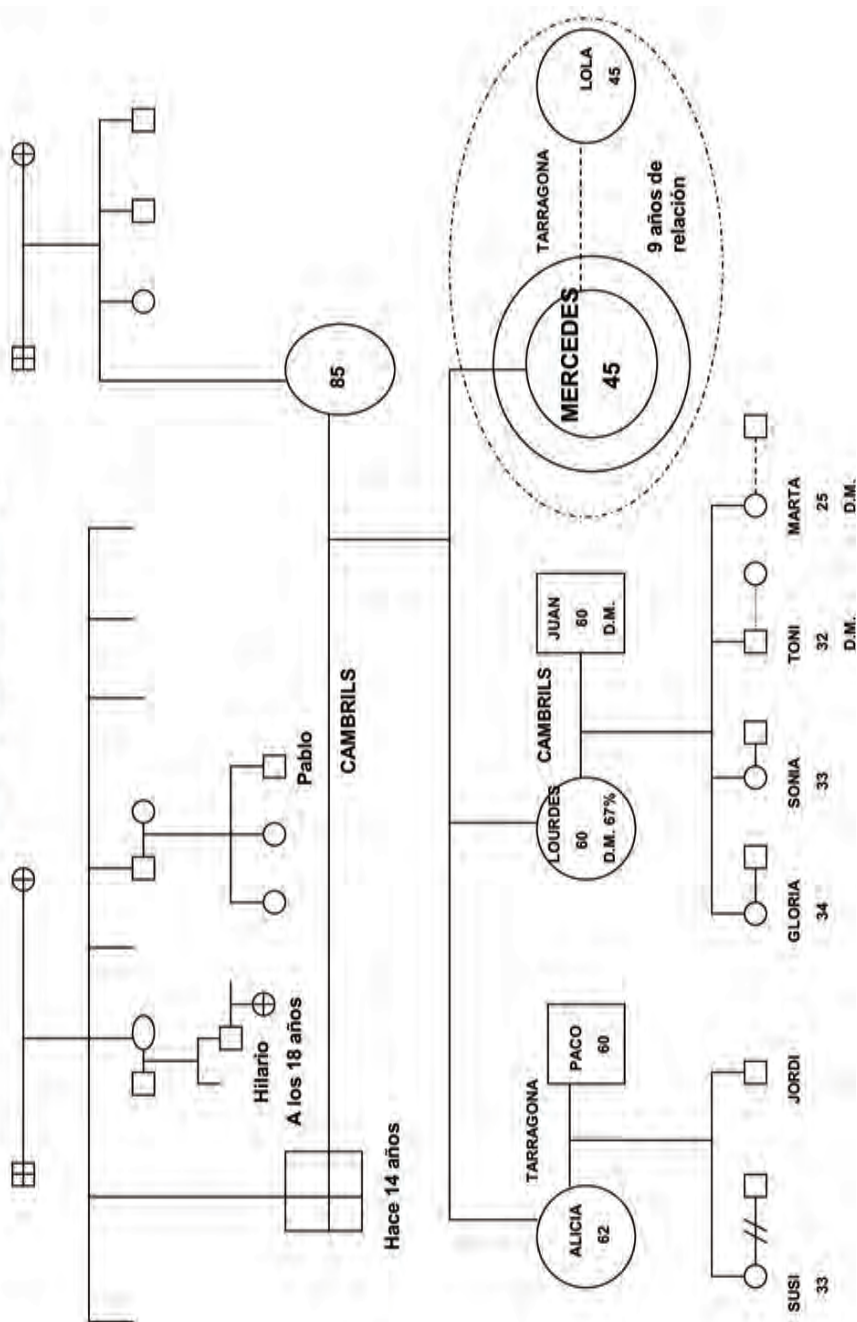 Hilario
A los 18 años
Pablo
Hace 14 años
CAMBRILS
85
TARRAGONA
ALICIA
62
PACO
60
SUSI
33
JORDI
CAMBRILS
LOURDES
60
D.M. 67%
JUAN
60
D.M.
GLORIA
34
SONIA
33
TONI
32
D.M.
MARTA
25
D.M.
MERCEDES
45
TARRAGONA
LOLA
45
9 años de
relación